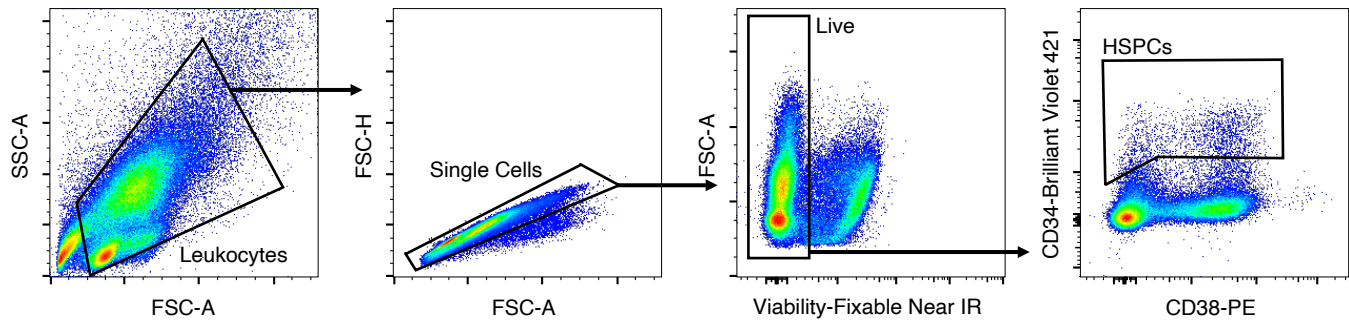 SSC-A
Leukocytes
FSC-A
FSC-H
Single Cells
FSC-A
FSC-A
Live
Viability-Fixable Near IR
CD34-Brilliant Violet 421
HSPCs
CD38-PE